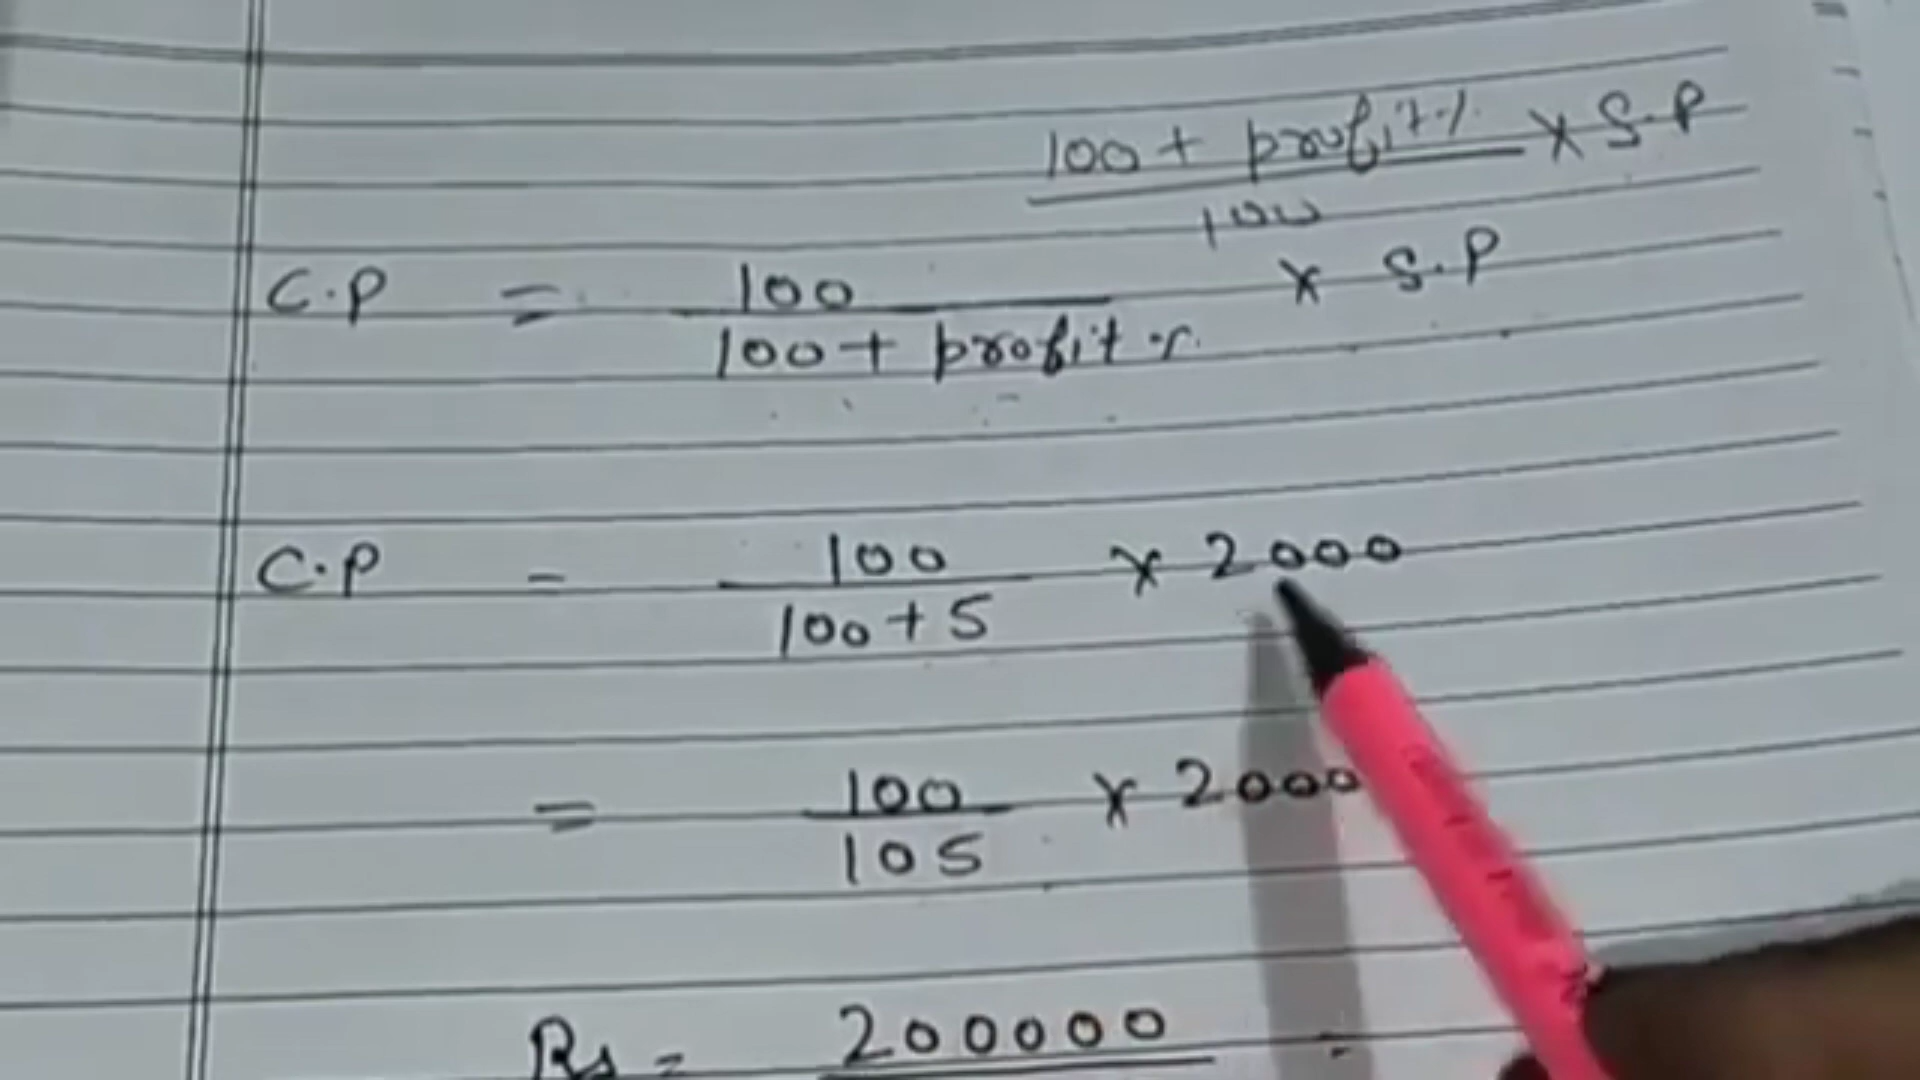 100 + profit% × S.P
100
C.P = 100 × S.P
100 + profit %
C.P - 100 × 2000
100 + 5
= 100 × 2000
105
Rs = 200000 =